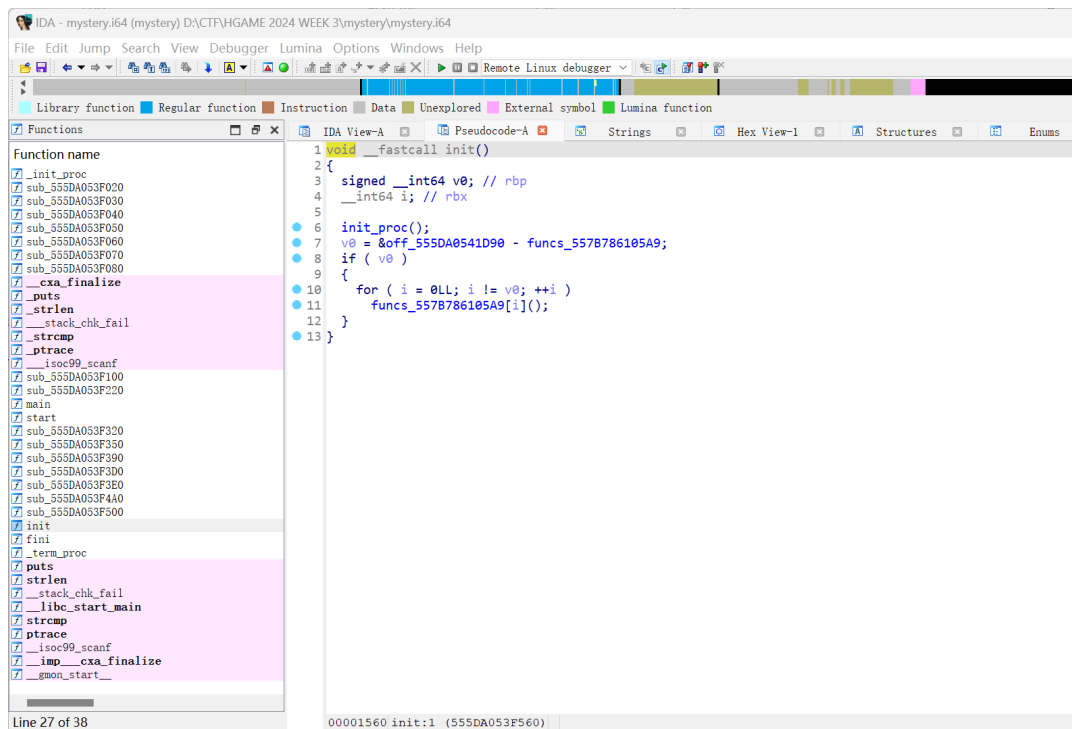 IDA - mystery.i64 (mystery) D:\CTF\HGAME 2024 WEEK 3\mystery\mystery.i64
File Edit Jump Search View Debugger Lumina Options Windows Help
Remote Linux debugger
Library function Regular function Instruction Data Unexplored External symbol Lumina function
Functions
IDA View-A Pseudocode-A Strings Hex View-1 Structures Enums
Function name
_init_proc
sub_555DA053F020
sub_555DA053F030
sub_555DA053F040
sub_555DA053F050
sub_555DA053F060
sub_555DA053F070
sub_555DA053F080
__cxa_finalize
_puts
_strlen
___stack_chk_fail
_strcmp
_ptrace
___isoc99_scanf
sub_555DA053F100
sub_555DA053F220
main
start
sub_555DA053F320
sub_555DA053F350
sub_555DA053F390
sub_555DA053F3D0
sub_555DA053F3E0
sub_555DA053F4A0
sub_555DA053F500
init
fini
_term_proc
puts
strlen
__stack_chk_fail
__libc_start_main
strcmp
ptrace
__isoc99_scanf
__imp___cxa_finalize
__gmon_start__
Line 27 of 38
1 void __fastcall init()
2 {
3 signed __int64 v0; // rbp
4 __int64 i; // rbx
5
6 init_proc();
7 v0 = &off_555DA0541D90 - funcs_557B786105A9;
8 if ( v0 )
9 {
10 for ( i = 0LL; i != v0; ++i )
11 funcs_557B786105A9[i]();
12 }
13 }
00001560 init:1 (555DA053F560)